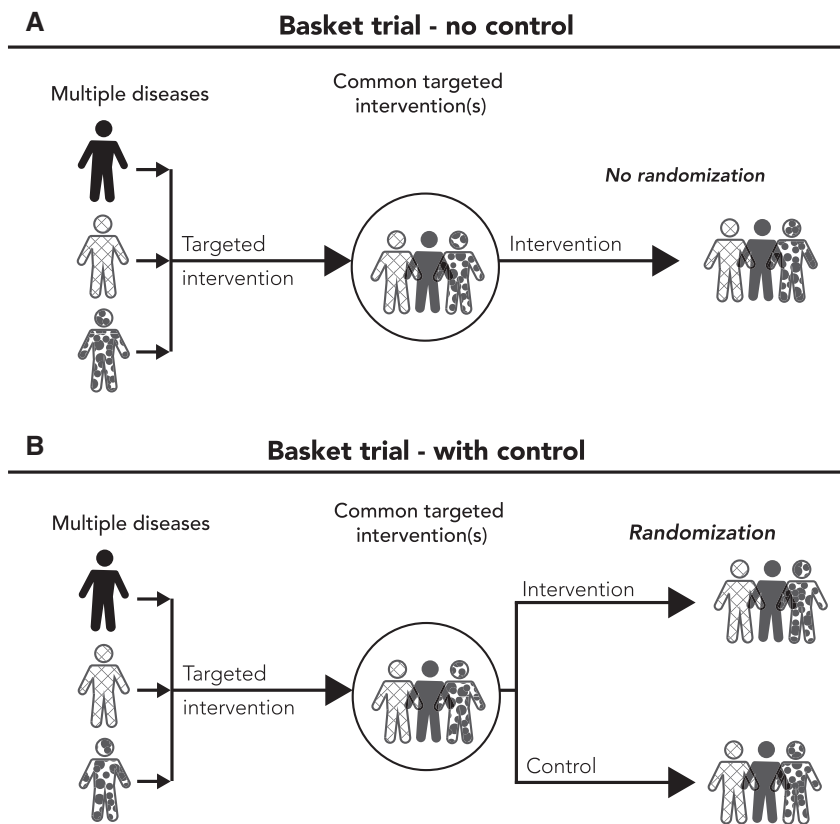 A
Basket trial - no control
Multiple diseases
Common targeted
intervention(s)
No randomization
Targeted
intervention
Intervention
B
Basket trial - with control
Multiple diseases
Common targeted
intervention(s)
Randomization
Intervention
Targeted
intervention
Control